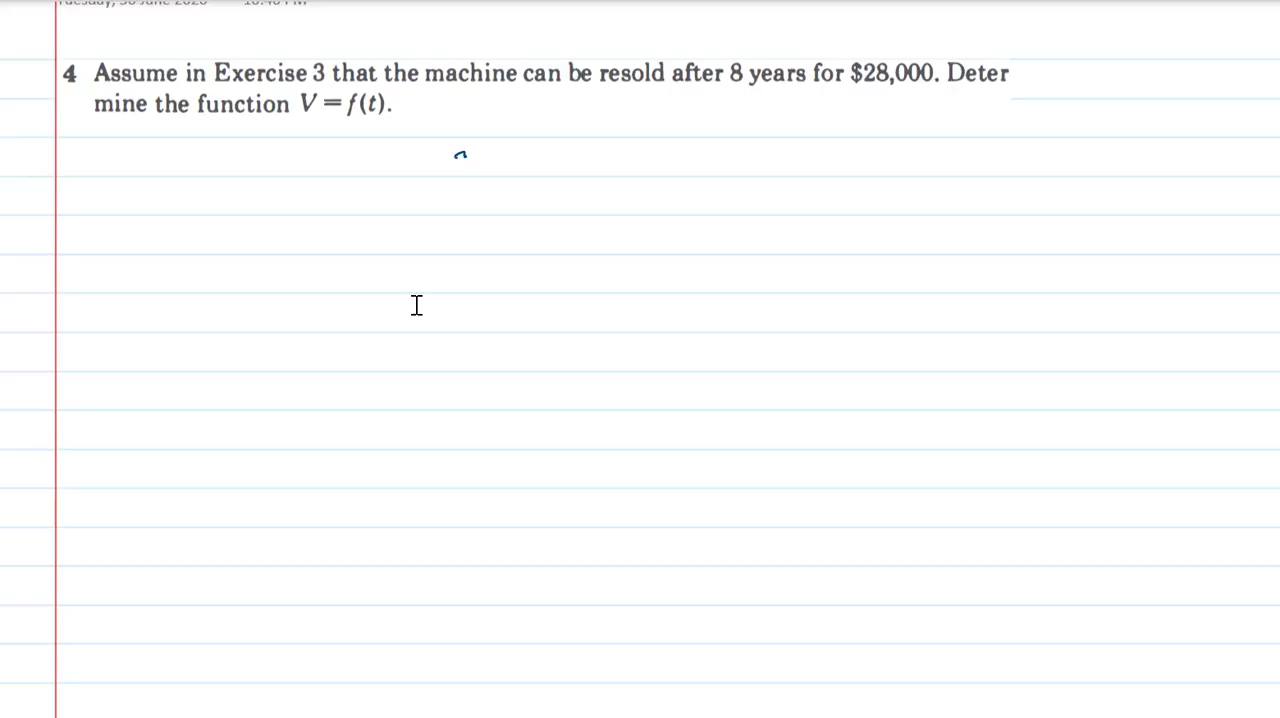 4 Assume in Exercise 3 that the machine can be resold after 8 years for $28,000. Deter
mine the function V = f(t).